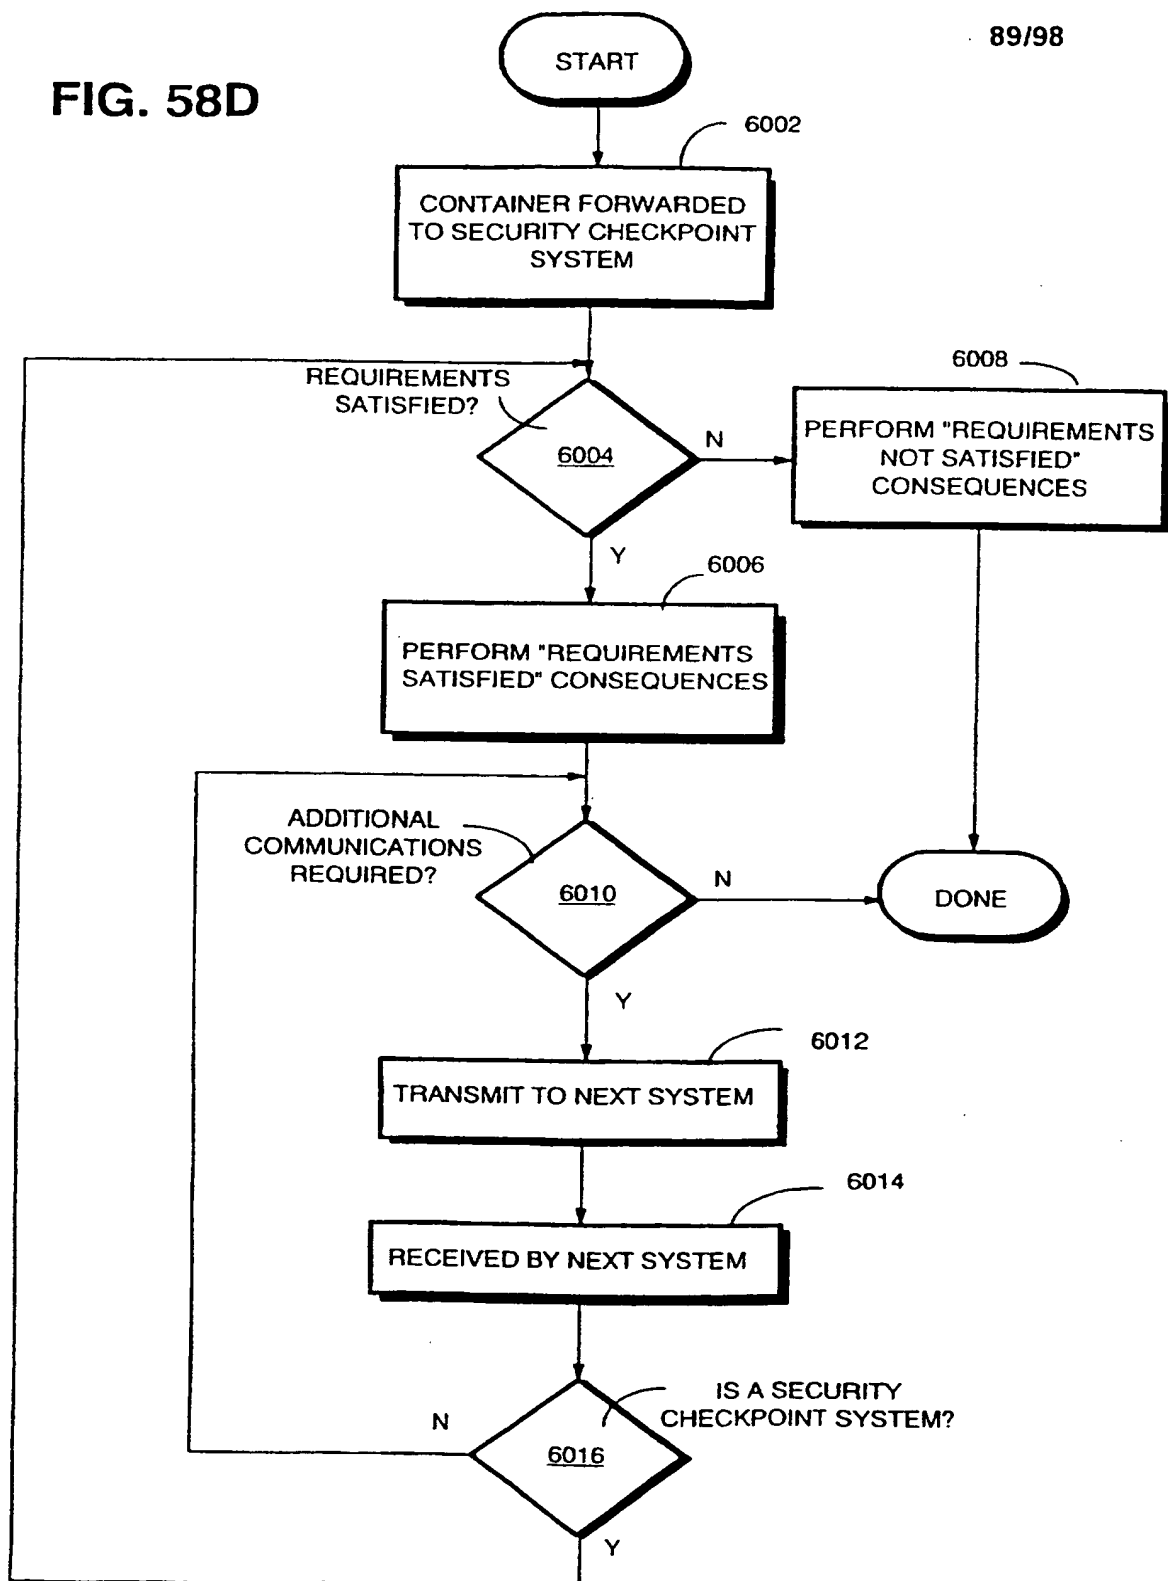 89/98
FIG. 58D
START
6002
CONTAINER FORWARDED
TO SECURITY CHECKPOINT
SYSTEM
REQUIREMENTS
SATISFIED?
6004
N
Y
6008
PERFORM "REQUIREMENTS
NOT SATISFIED"
CONSEQUENCES
6006
PERFORM "REQUIREMENTS
SATISFIED" CONSEQUENCES
ADDITIONAL
COMMUNICATIONS
REQUIRED?
6010
N
DONE
Y
6012
TRANSMIT TO NEXT SYSTEM
6014
RECEIVED BY NEXT SYSTEM
IS A SECURITY
CHECKPOINT SYSTEM?
N
6016
Y